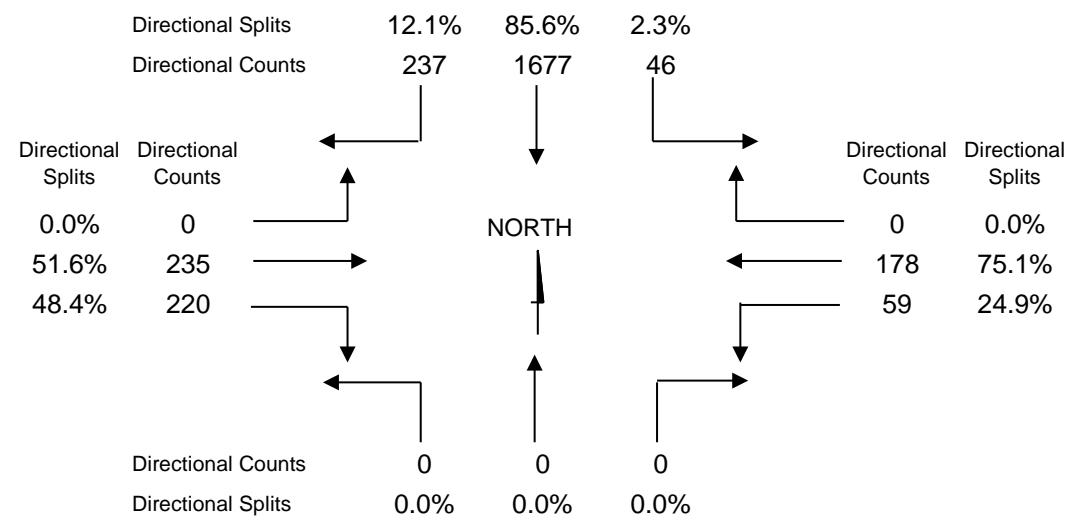 Directional Splits 12.1% 85.6% 2.3%
Directional Counts 237 1677 46
Directional Directional Directional Directional
Splits Counts Counts Splits
0.0% 0 NORTH 0 0.0%
51.6% 235 178 75.1%
48.4% 220 59 24.9%
Directional Counts 0 0 0
Directional Splits 0.0% 0.0% 0.0%